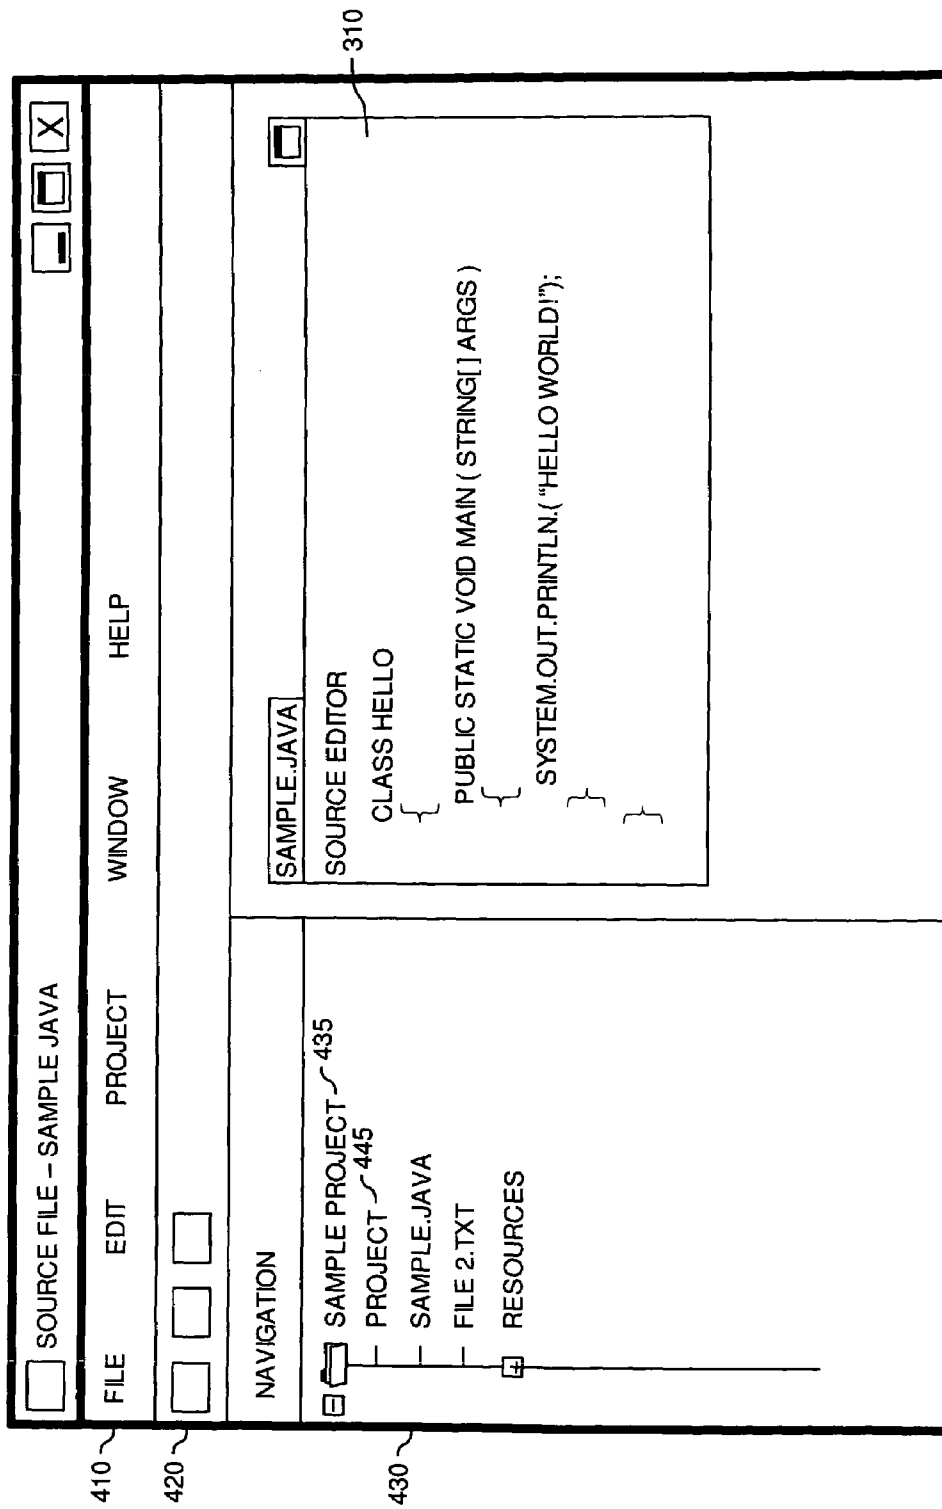 SOURCE FILE – SAMPLE JAVA
X
410
FILE EDIT PROJECT WINDOW HELP
420
NAVIGATION
430
SAMPLE PROJECT 435
PROJECT 445
SAMPLE.JAVA
FILE 2.TXT
RESOURCES
SAMPLE.JAVA
310
SOURCE EDITOR
CLASS HELLO
{
PUBLIC STATIC VOID MAIN ( STRING[ ] ARGS )
{
SYSTEM.OUT.PRINTLN.( “HELLO WORLD!”);
}
}